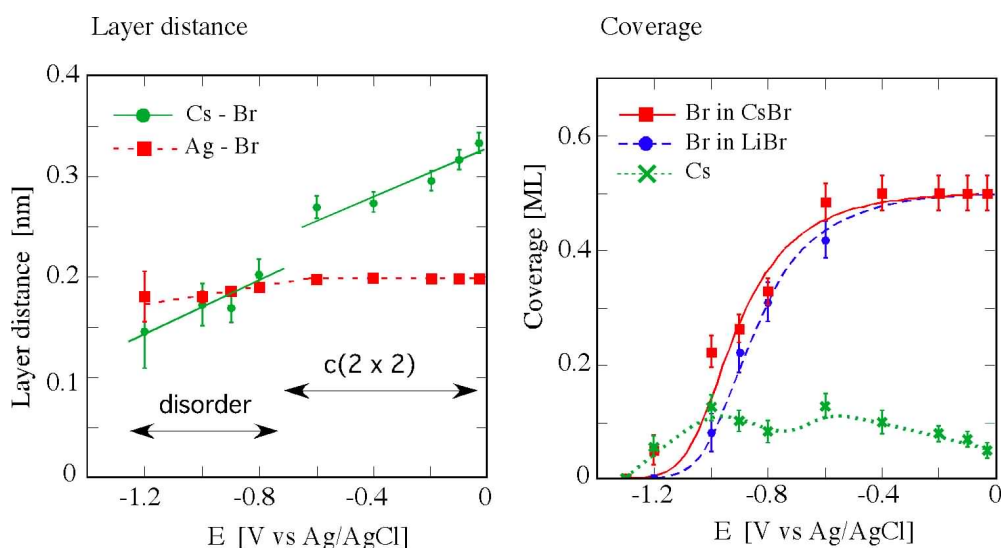 Layer distance
0.4
0.3
0.2
0.1
0
Layer distance [nm]
Cs - Br
Ag - Br
c(2 x 2)
disorder
-1.2
-0.8
-0.4
0
E [V vs Ag/AgCl]
Coverage
0.6
0.4
0.2
0
Coverage [ML]
Br in CsBr
Br in LiBr
Cs
-1.2
-0.8
-0.4
0
E [V vs Ag/AgCl]